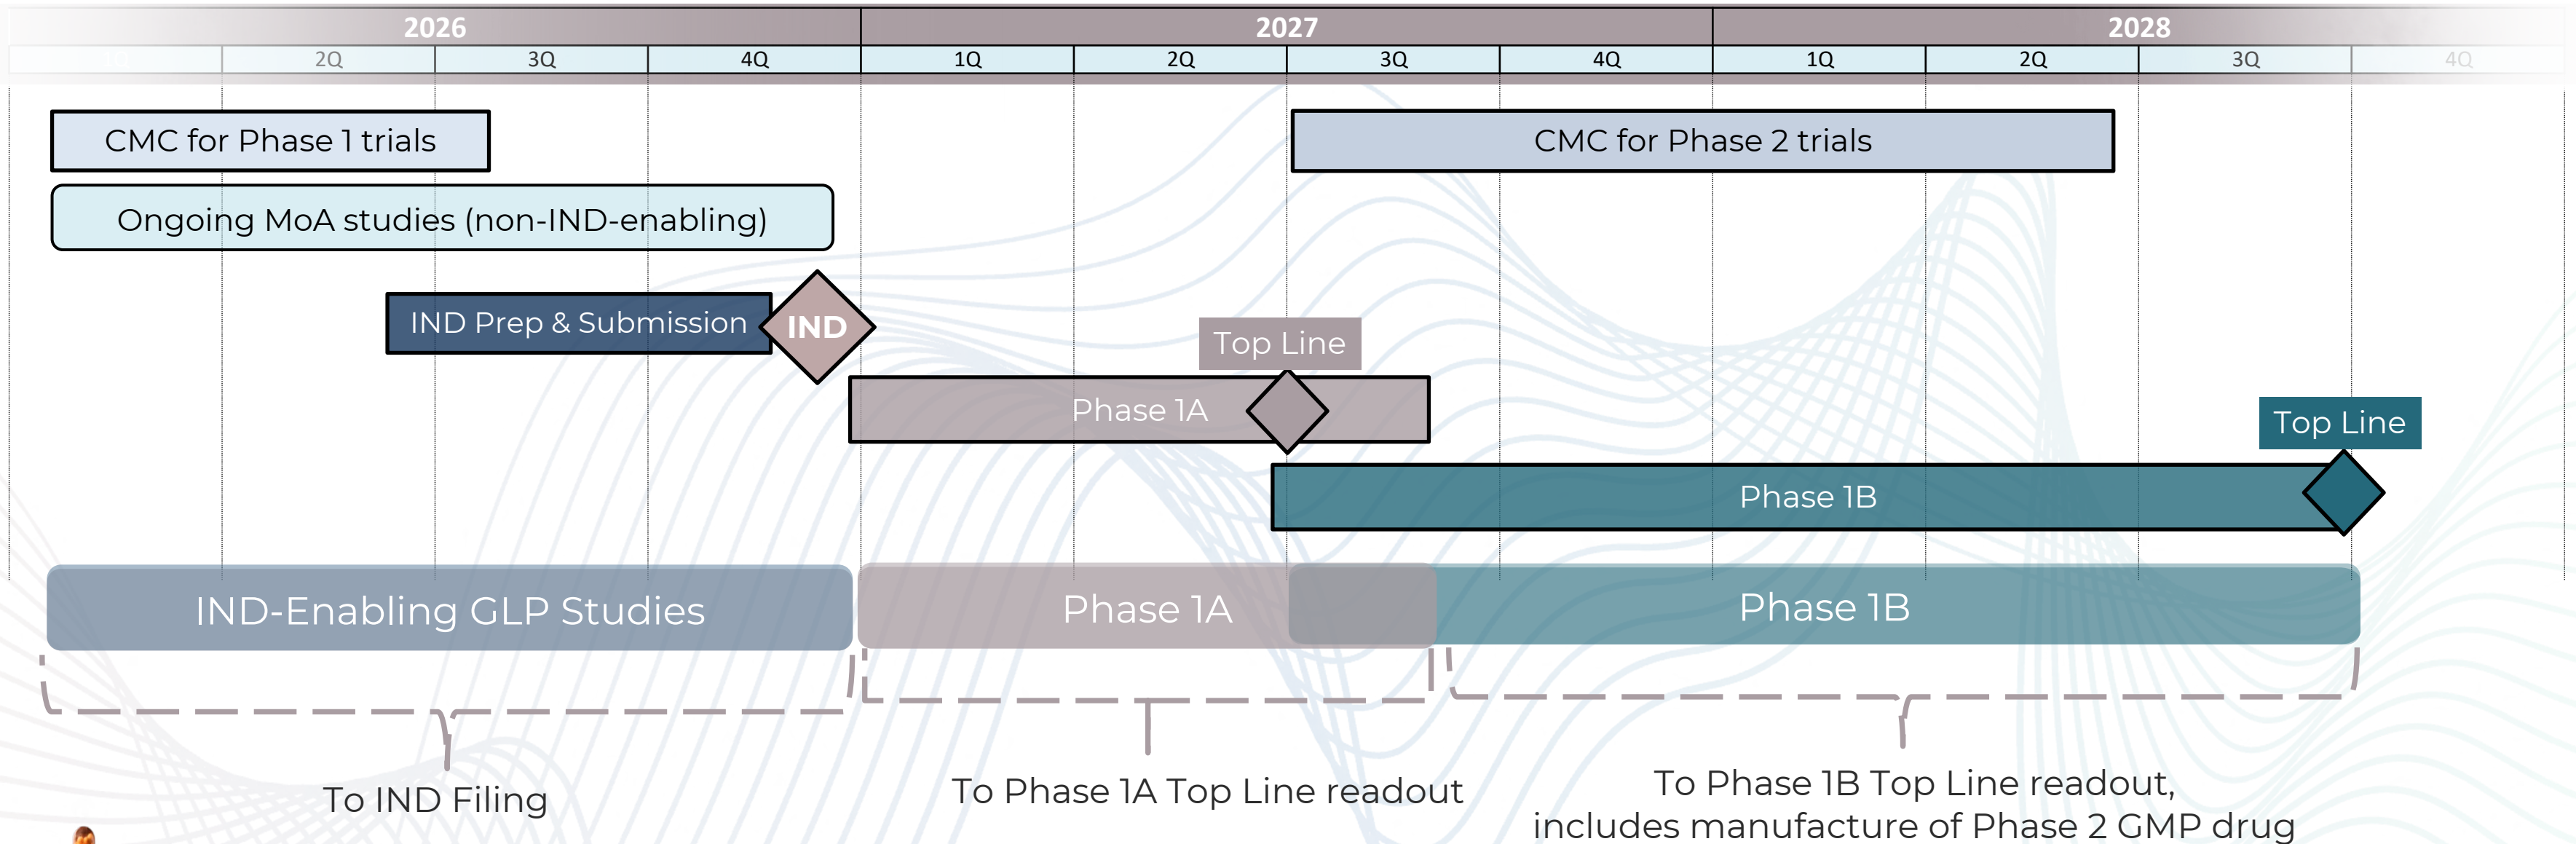 2026 2027 2028
1Q 2Q 3Q 4Q 1Q 2Q 3Q 4Q 1Q 2Q 3Q 4Q
CMC for Phase 1 trials
CMC for Phase 2 trials
Ongoing MoA studies (non-IND-enabling)
IND Prep & Submission
IND
Top Line
Phase 1A
Top Line
Phase 1B
IND-Enabling GLP Studies
Phase 1A
Phase 1B
To IND Filing
To Phase 1A Top Line readout
To Phase 1B Top Line readout,
includes manufacture of Phase 2 GMP drug